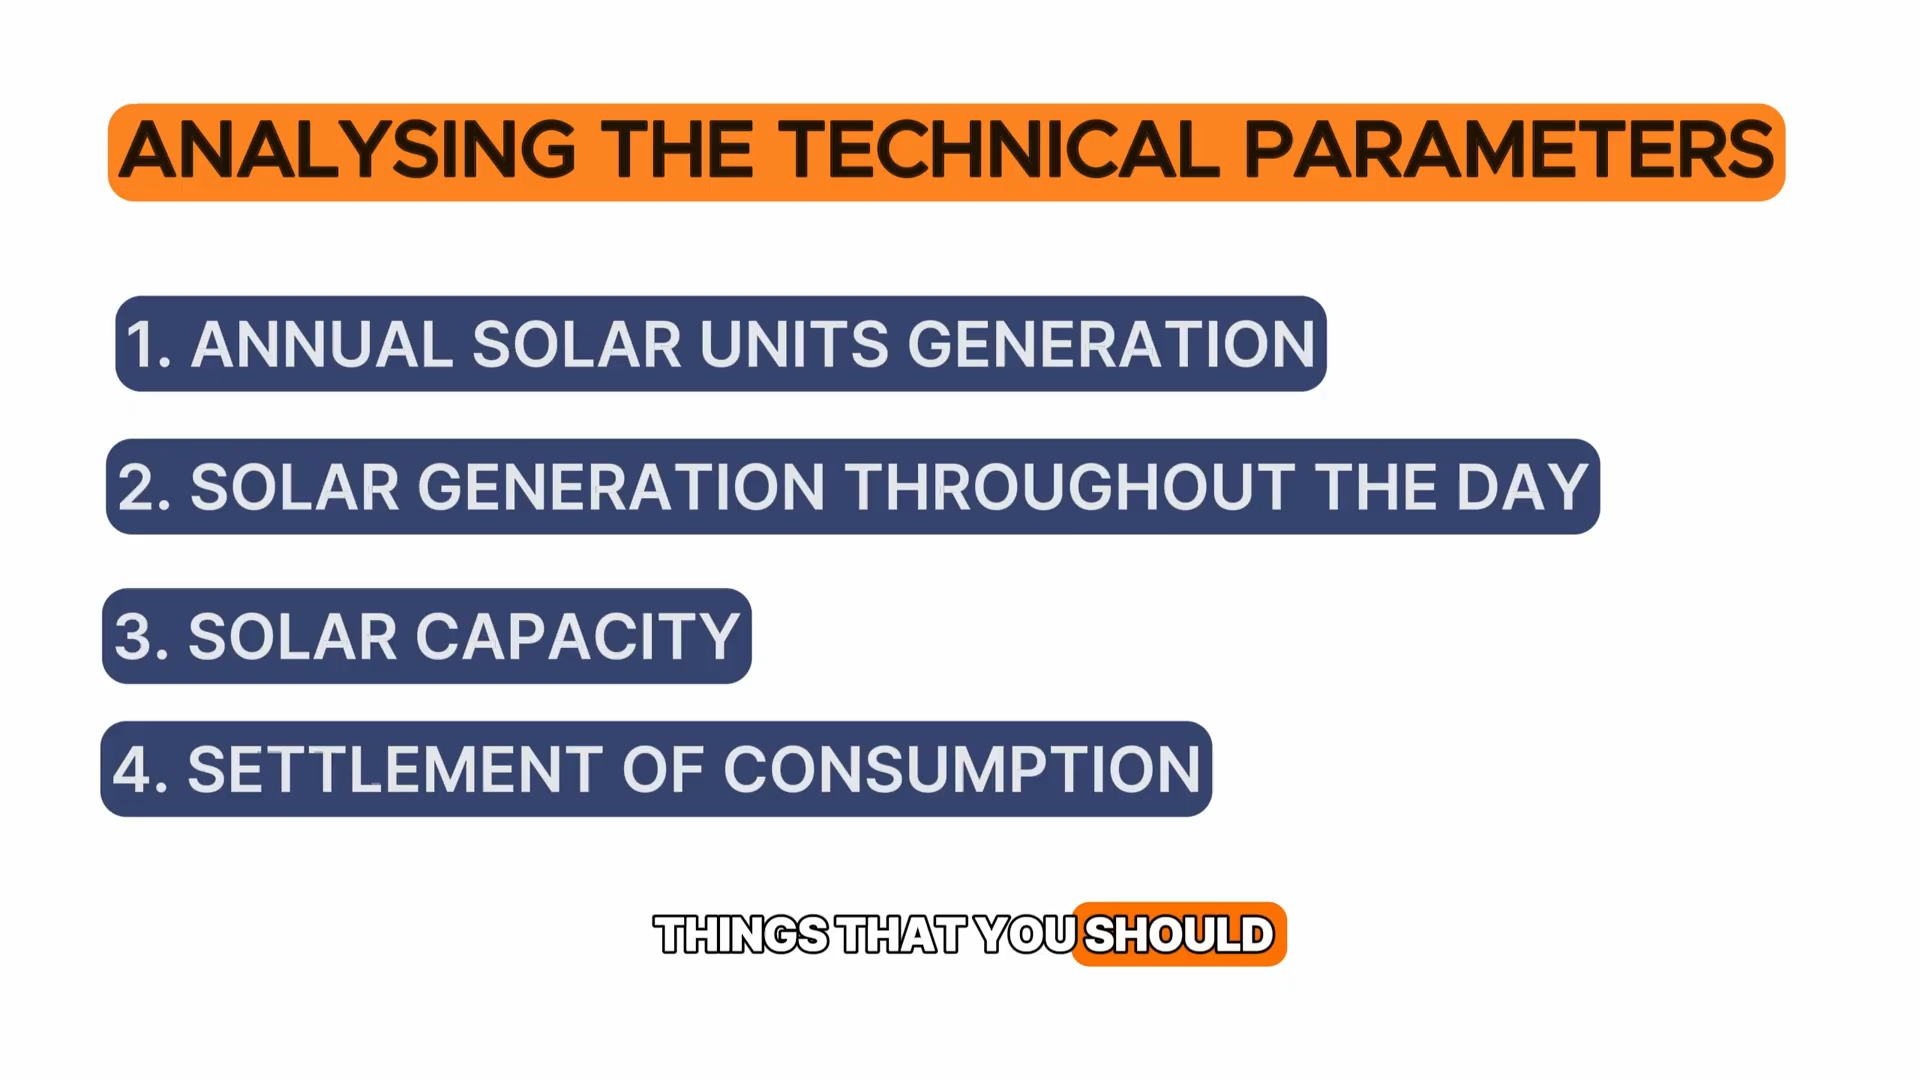 ANALYSING THE TECHNICAL PARAMETERS
1. ANNUAL SOLAR UNITS GENERATION
2. SOLAR GENERATION THROUGHOUT THE DAY
3. SOLAR CAPACITY
4. SETTLEMENT OF CONSUMPTION
THINGS THAT YOU SHOULD